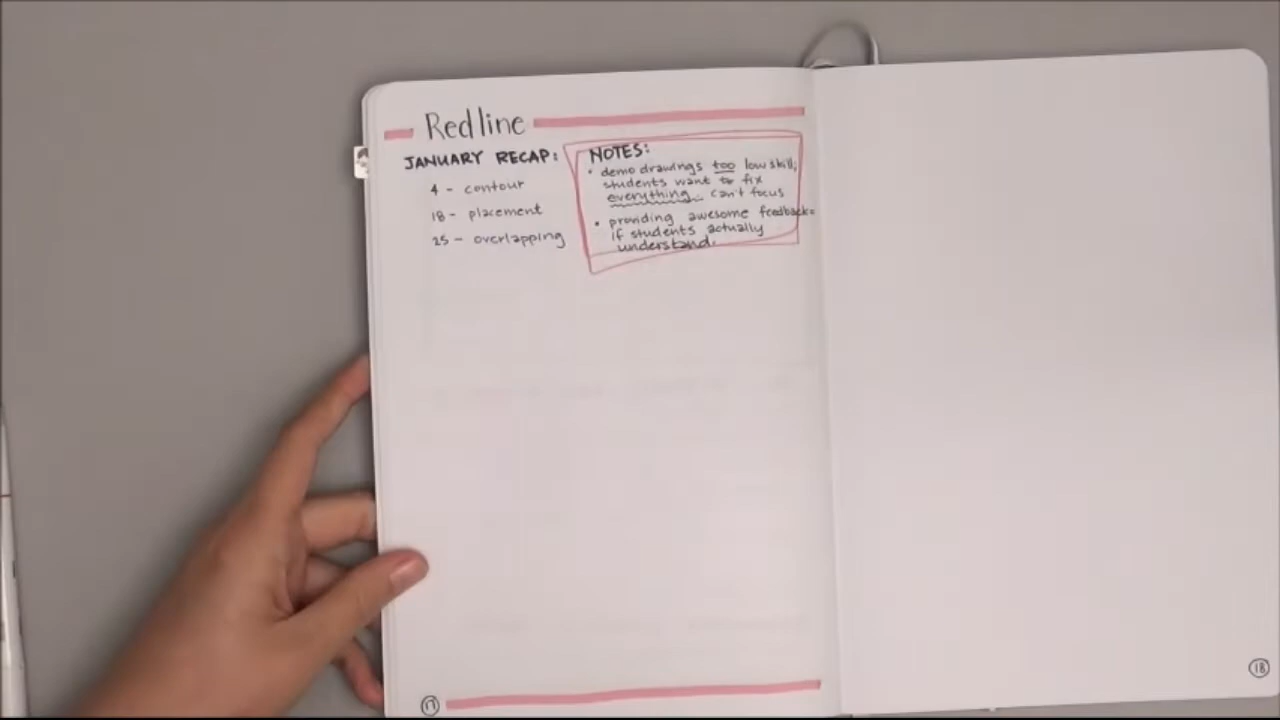 Redline
JANUARY RECAP:
4 - contour
18 - placement
25 - overlapping
NOTES:
• demo drawings too low skill;
students want to fix
everything... can't focus
• providing awesome feedback=
if students actually
understand.
17
18